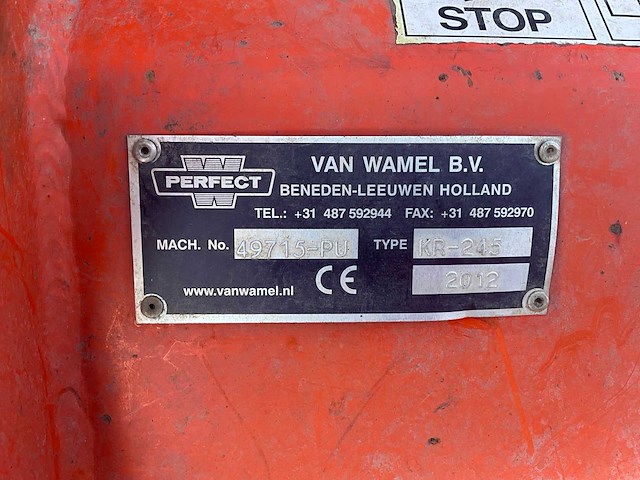 STOP
VAN WAMEL B.V.
W PERFECT W
BENEDEN-LEEUWEN HOLLAND
TEL.: +31 487 592944 FAX: +31 487 592970
MACH. No. 49715-PU TYPE KR-245
CE 2012
www.vanwamel.nl